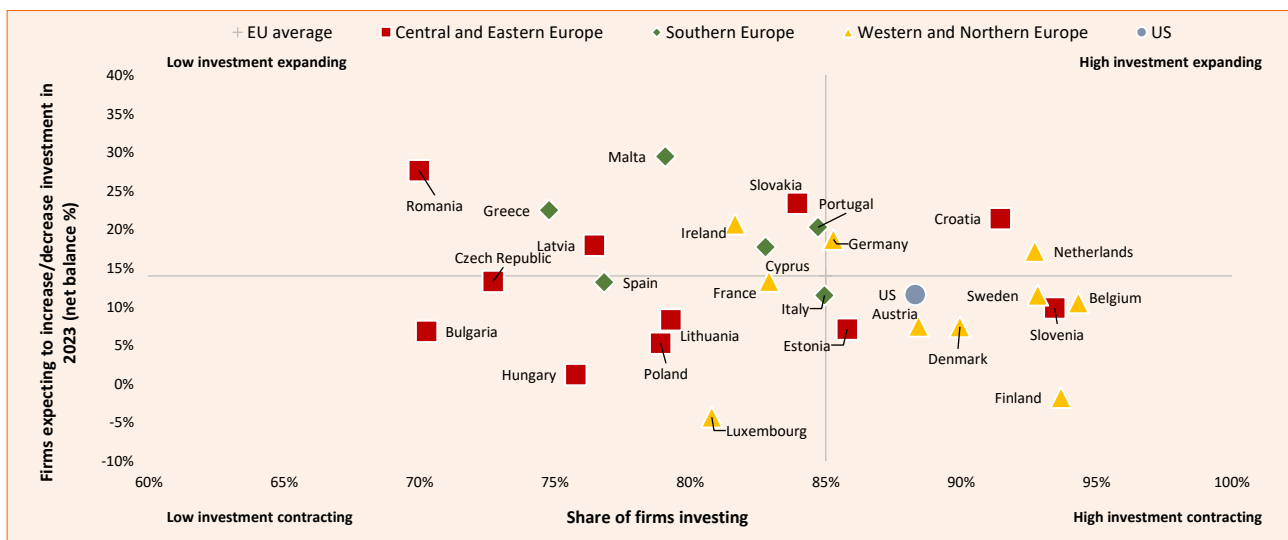 EU average Central and Eastern Europe Southern Europe Western and Northern Europe US
Low investment expanding High investment expanding
Firms expecting to increase/decrease investment in
2023 (net balance %)
40%
35%
30%
25%
20%
15%
10%
5%
0%
-5%
-10%
Malta
Romania
Slovakia
Portugal
Greece
Croatia
Ireland
Germany
Latvia
Netherlands
Czech Republic
Cyprus
Spain
France
US
Sweden
Belgium
Italy
Austria
Slovenia
Bulgaria
Lithuania
Estonia
Denmark
Hungary
Poland
Finland
Luxembourg
60% 70% 75% 80% 85% 90% 95% 100%
Low investment contracting Share of firms investing High investment contracting